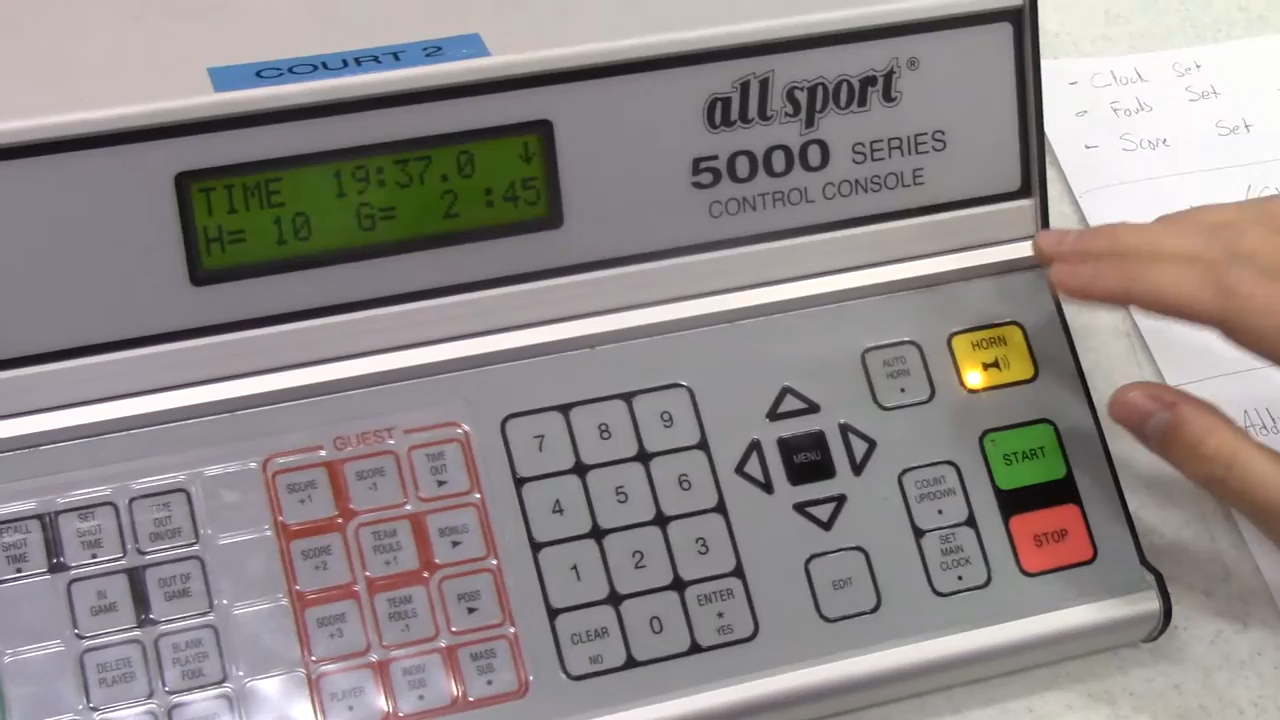 COURT 2
all sport®
5000 SERIES
CONTROL CONSOLE
TIME 19:37.0 ↓
H= 10 G= 2 :45
- Clock Set
Fouls Set
- Score Set
Add
HORN
AUTO HORN
START
STOP
COUNT UP/DOWN
SET MAIN CLOCK
MENU
EDIT
7 8 9
4 5 6
1 2 3
CLEAR NO
0
ENTER * YES
GUEST
SCORE +1
SCORE -1
TIME OUT
SCORE +2
TEAM FOULS +1
BONUS
SCORE +3
TEAM FOULS -1
POSS
PLAYER
INDIV SUB
MASS SUB
RECALL SHOT TIME
SET SHOT TIME
TIME OUT ON/OFF
IN GAME
OUT OF GAME
DELETE PLAYER
BLANK PLAYER FOUL